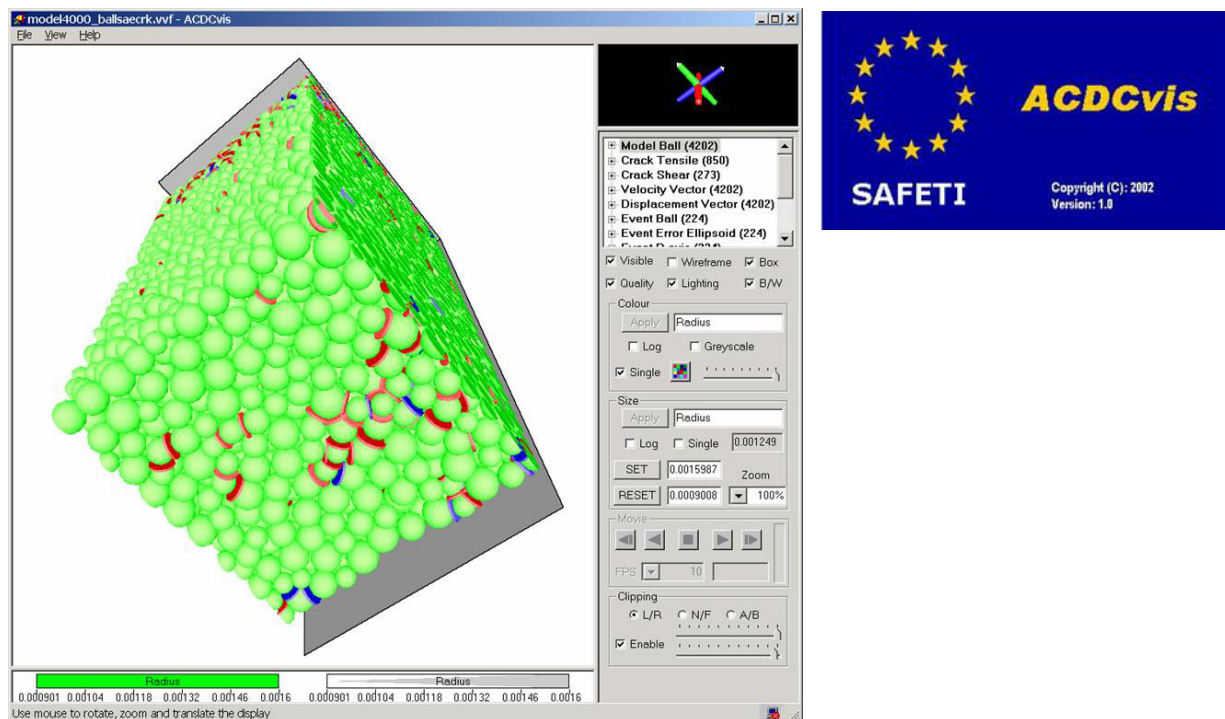 model4000_ballsaecrk.vvf - ACDCvis
File View Help
Model Ball (4202)
Crack Tensile (850)
Crack Shear (273)
Velocity Vector (4202)
Displacement Vector (4202)
Event Ball (224)
Event Error Ellipsoid (224)
Visible Wireframe Box
Quality Lighting B/W
Colour
Apply Radius
Log Greyscale
Single
Size
Apply Radius
Log Single 0.001249
SET 0.0015987 Zoom
RESET 0.0009008 100%
Movie
FPS 10
Clipping
L/R N/F A/B
Enable
Radius Radius
0.000901 0.00104 0.00118 0.00132 0.00146 0.0016 0.000901 0.00104 0.00118 0.00132 0.00146 0.0016
Use mouse to rotate, zoom and translate the display
ACDCvis
SAFETI
Copyright (C): 2002
Version: 1.0